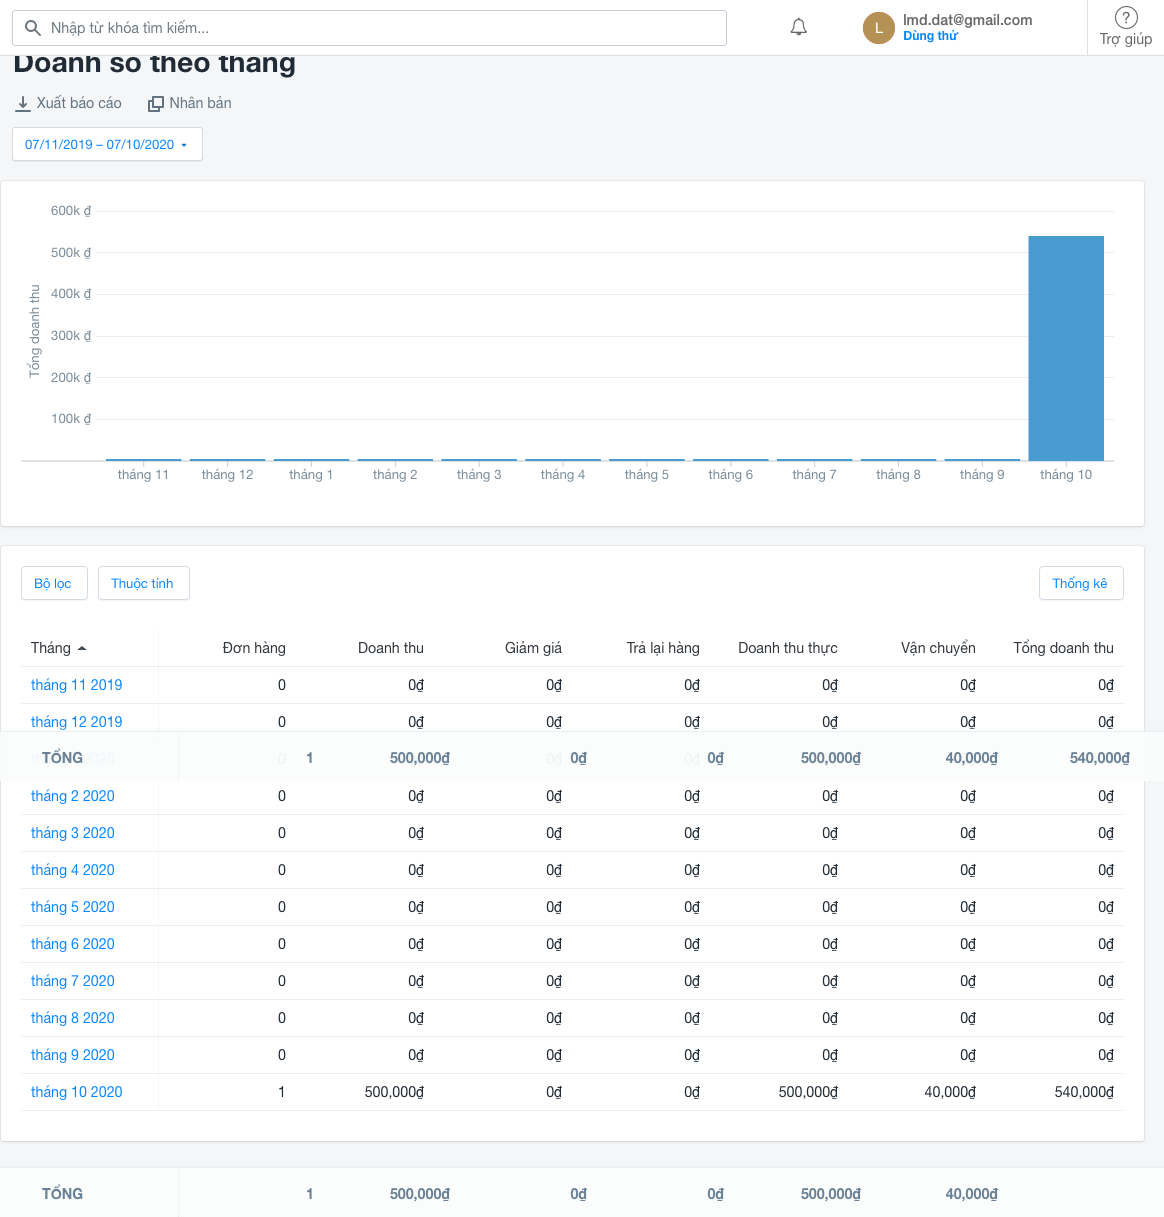 Nhập từ khóa tìm kiếm...
L
lmd.dat@gmail.com
Dùng thử
Trợ giúp
Doanh số theo tháng
Xuất báo cáo
Nhân bản
07/11/2019 – 07/10/2020
600k ₫
500k ₫
400k ₫
300k ₫
200k ₫
100k ₫
Tổng doanh thu
tháng 11 tháng 12 tháng 1 tháng 2 tháng 3 tháng 4 tháng 5 tháng 6 tháng 7 tháng 8 tháng 9 tháng 10
Bộ lọc Thuộc tính Thống kê
Tháng Đơn hàng Doanh thu Giảm giá Trả lại hàng Doanh thu thực Vận chuyển Tổng doanh thu
tháng 11 2019 0 0₫ 0₫ 0₫ 0₫ 0₫ 0₫
tháng 12 2019 0 0₫ 0₫ 0₫ 0₫ 0₫ 0₫
TỔNG 1 500,000₫ 0₫ 0₫ 500,000₫ 40,000₫ 540,000₫
tháng 2 2020 0 0₫ 0₫ 0₫ 0₫ 0₫ 0₫
tháng 3 2020 0 0₫ 0₫ 0₫ 0₫ 0₫ 0₫
tháng 4 2020 0 0₫ 0₫ 0₫ 0₫ 0₫ 0₫
tháng 5 2020 0 0₫ 0₫ 0₫ 0₫ 0₫ 0₫
tháng 6 2020 0 0₫ 0₫ 0₫ 0₫ 0₫ 0₫
tháng 7 2020 0 0₫ 0₫ 0₫ 0₫ 0₫ 0₫
tháng 8 2020 0 0₫ 0₫ 0₫ 0₫ 0₫ 0₫
tháng 9 2020 0 0₫ 0₫ 0₫ 0₫ 0₫ 0₫
tháng 10 2020 1 500,000₫ 0₫ 0₫ 500,000₫ 40,000₫ 540,000₫
TỔNG 1 500,000₫ 0₫ 0₫ 500,000₫ 40,000₫